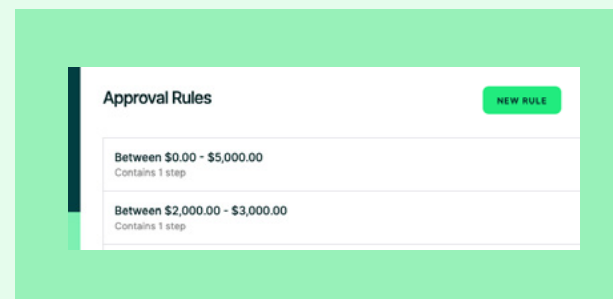 Approval Rules
NEW RULE
Between $0.00 - $5,000.00
Contains 1 step
Between $2,000.00 - $3,000.00
Contains 1 step